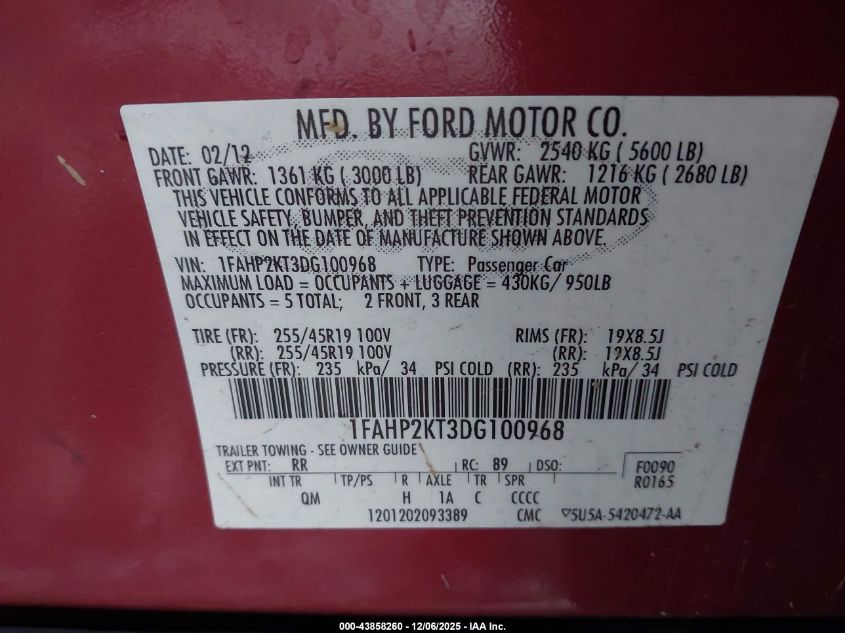 MFD. BY FORD MOTOR CO.
DATE: 02/12 GVWR: 2540 KG ( 5600 LB)
FRONT GAWR: 1361 KG ( 3000 LB) REAR GAWR: 1216 KG ( 2680 LB)
THIS VEHICLE CONFORMS TO ALL APPLICABLE FEDERAL MOTOR
VEHICLE SAFETY, BUMPER, AND THEFT PREVENTION STANDARDS
IN EFFECT ON THE DATE OF MANUFACTURE SHOWN ABOVE.
VIN: 1FAHP2KT3DG100968 TYPE: Passenger Car
MAXIMUM LOAD = OCCUPANTS + LUGGAGE = 430KG/ 950LB
OCCUPANTS = 5 TOTAL; 2 FRONT, 3 REAR
TIRE (FR): 255/45R19 100V RIMS (FR): 19X8.5J
(RR): 255/45R19 100V (RR): 19X8.5J
PRESSURE (FR): 235 kPa/ 34 PSI COLD (RR): 235 kPa/ 34 PSI COLD
1FAHP2KT3DG100968
TRAILER TOWING - SEE OWNER GUIDE
EXT PNT: RR RC: 89 DSO: F0090
R0165
INT TR TP/PS R AXLE TR SPR
QM H 1A C CCCC
1201202093389 CMC ▽5U5A-5420472-AA
000-43858260 - 12/06/2025 - IAA Inc.